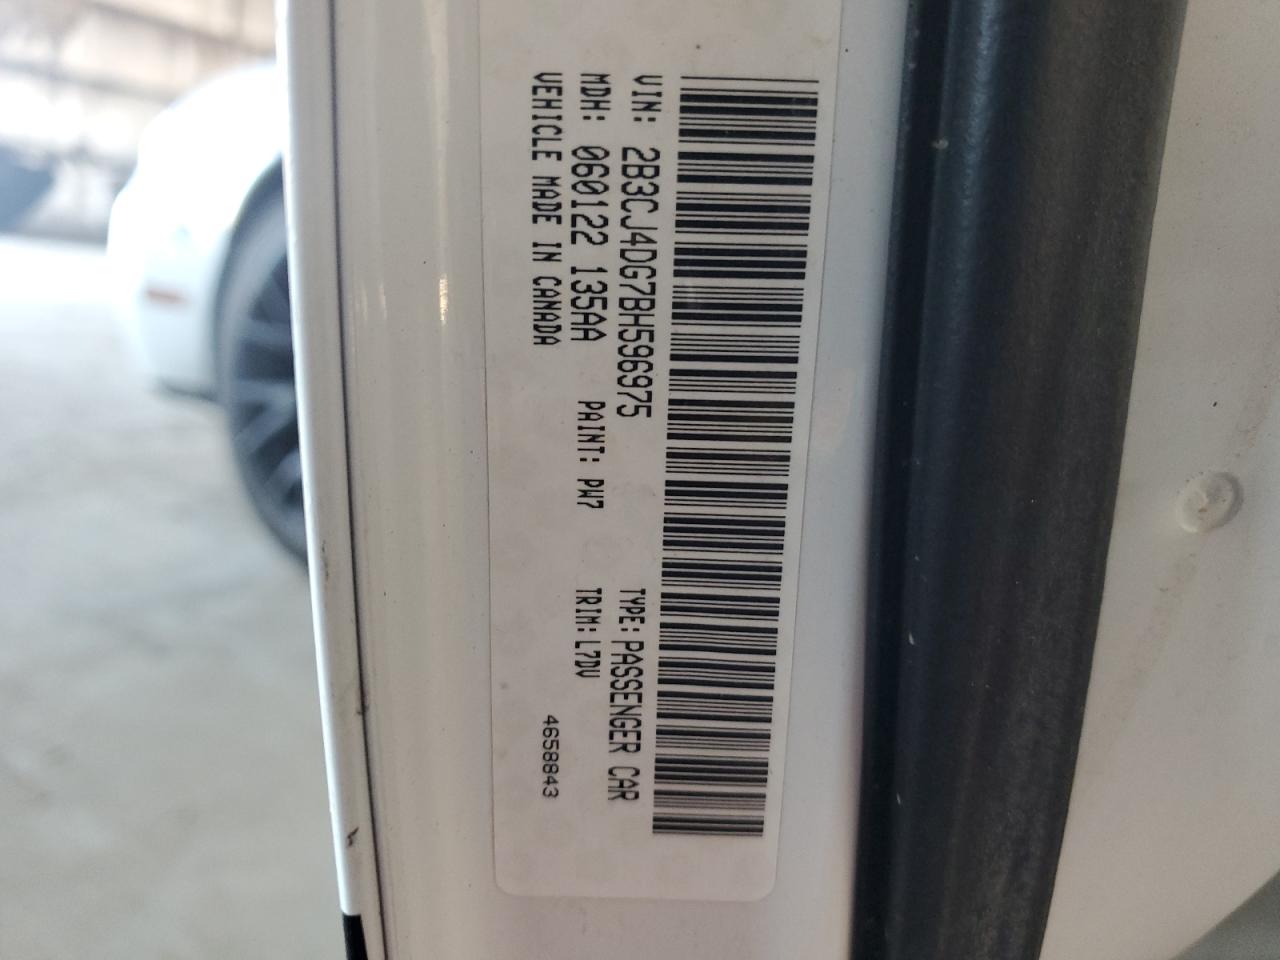 VIN: 2B3CJ4DG7BH596975 TYPE: PASSENGER CAR
MDH: 060122 135AA PAINT: PW7 TRIM: L7DV
VEHICLE MADE IN CANADA 4658843